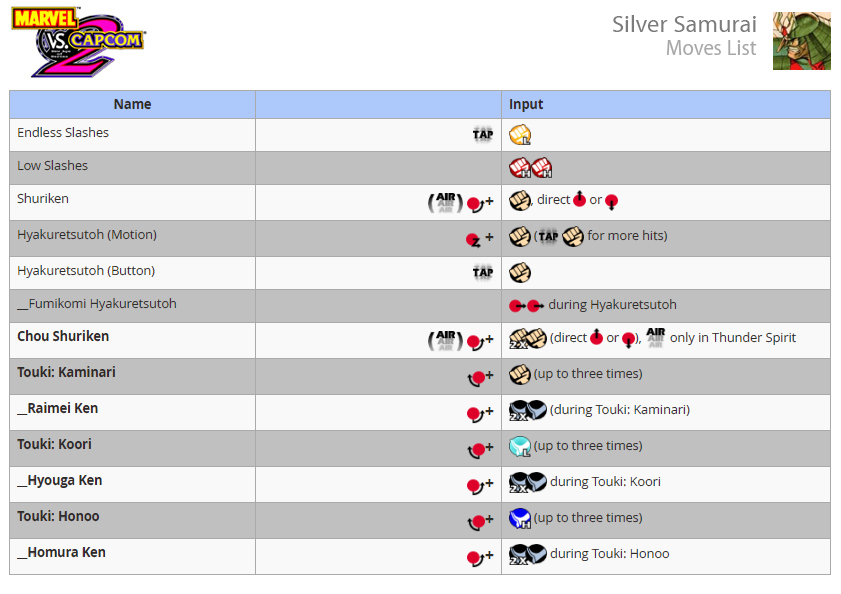 MARVEL
VS. CAPCOM
2
Silver Samurai
Moves List
Name Input
Endless Slashes TAP L
Low Slashes H H
Shuriken (AIR) + , direct or
Hyakuretsutoh (Motion) Z + (TAP for more hits)
Hyakuretsutoh (Button) TAP
__Fumikomi Hyakuretsutoh during Hyakuretsutoh
Chou Shuriken (AIR) + 2X (direct or ), AIR only in Thunder Spirit
Touki: Kaminari + (up to three times)
__Raimei Ken + 2X (during Touki: Kaminari)
Touki: Koori + L (up to three times)
__Hyouga Ken + 2X during Touki: Koori
Touki: Honoo + H (up to three times)
__Homura Ken + 2X during Touki: Honoo